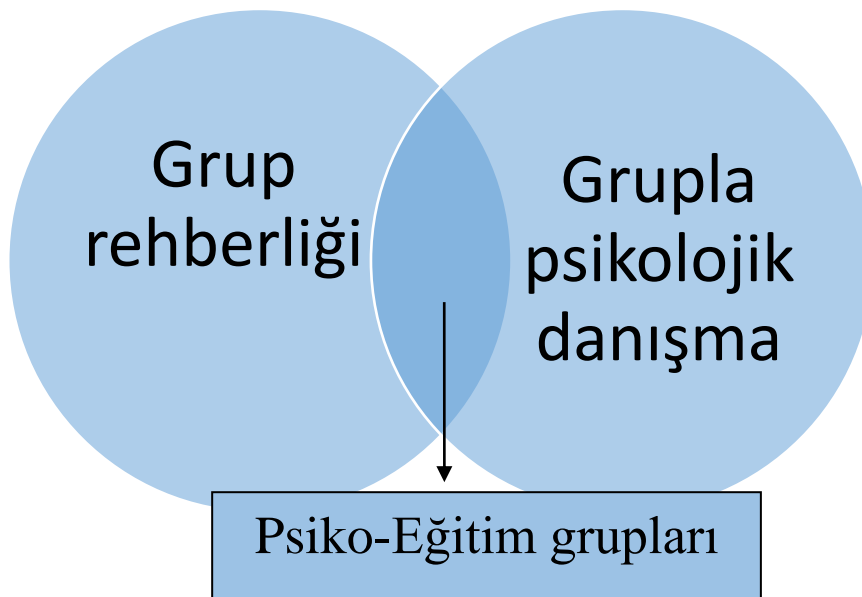 Grup
rehberliği
Grupla
psikolojik
danışma
Psiko-Eğitim grupları